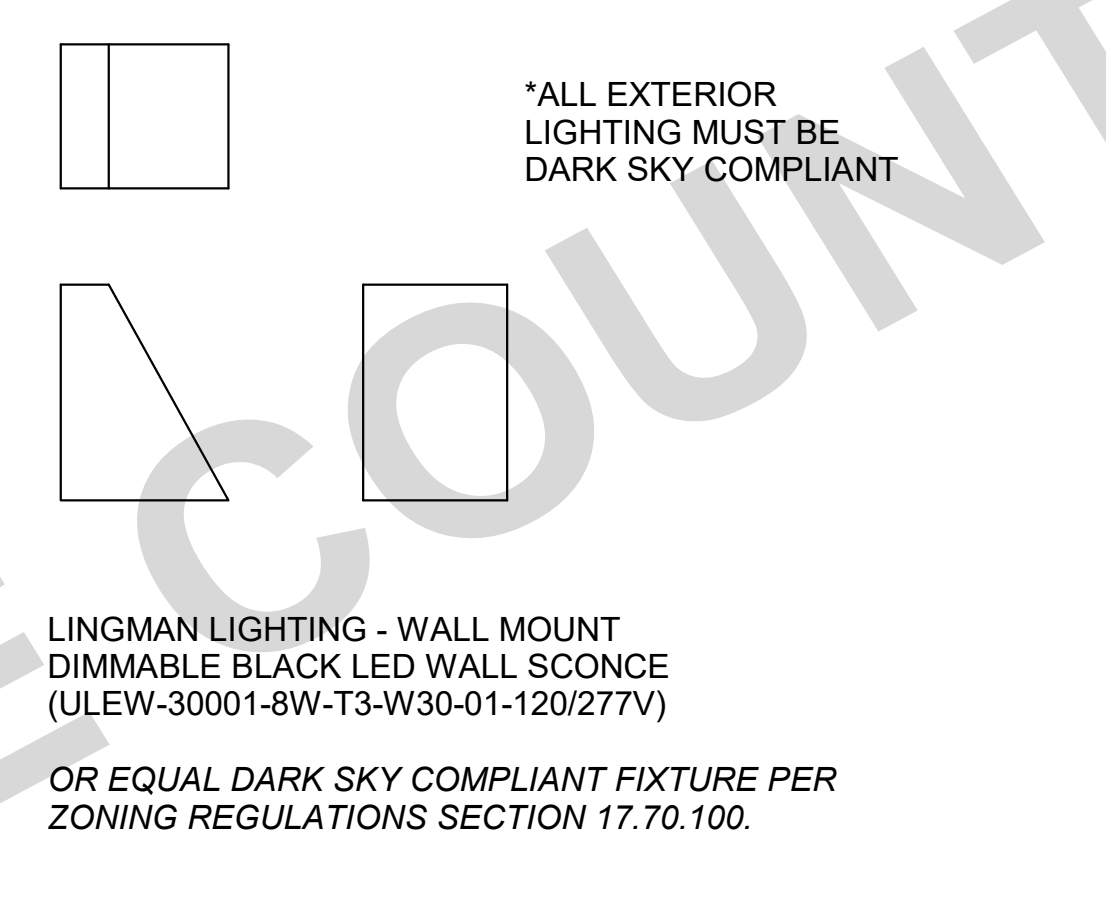 *ALL EXTERIOR
LIGHTING MUST BE
DARK SKY COMPLIANT
LINGMAN LIGHTING - WALL MOUNT
DIMMABLE BLACK LED WALL SCONCE
(ULEW-30001-8W-T3-W30-01-120/277V)
OR EQUAL DARK SKY COMPLIANT FIXTURE PER
ZONING REGULATIONS SECTION 17.70.100.
E COUNT